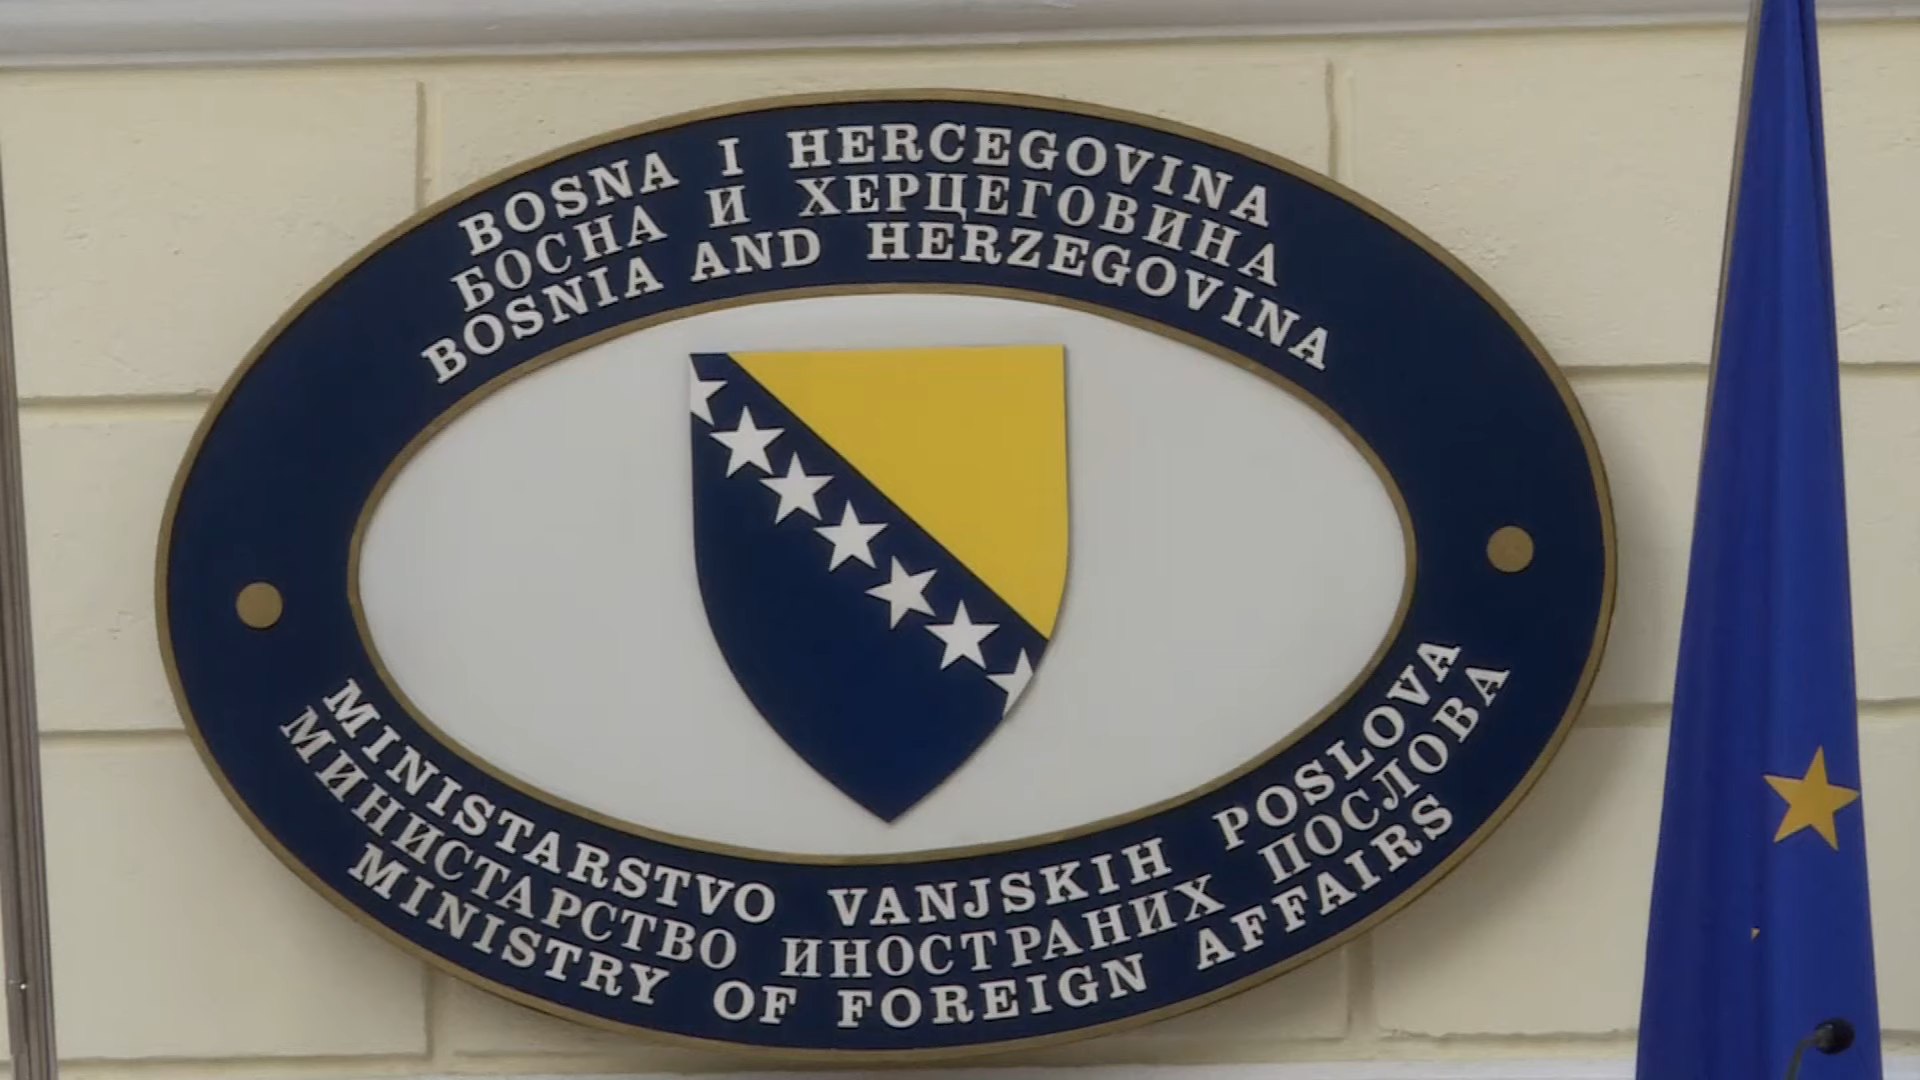 BOSNA I HERCEGOVINA
БОСНА И ХЕРЦЕГОВИНА
BOSNIA AND HERZEGOVINA
MINISTARSTVO VANJSKIH POSLOVA
МИНИСТАРСТВО ИНОСТРАНИХ ПОСЛОВА
MINISTRY OF FOREIGN AFFAIRS